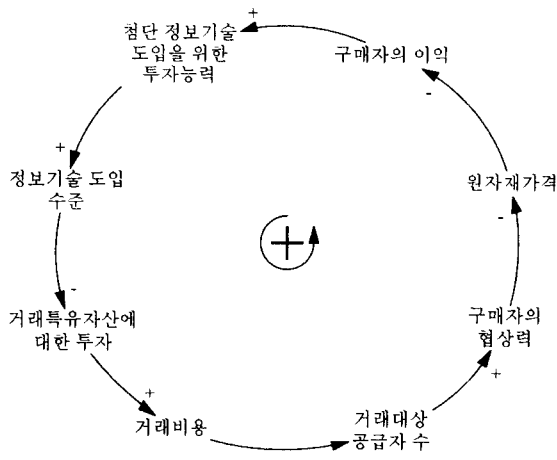 +
첨단 정보기술
도입을 위한
투자능력
구매자의 이익
-
+
정보기술 도입
수준
원자재가격
-
+
-
거래특유자산에
대한 투자
구매자의
협상력
+
+
거래비용
거래대상
공급자 수